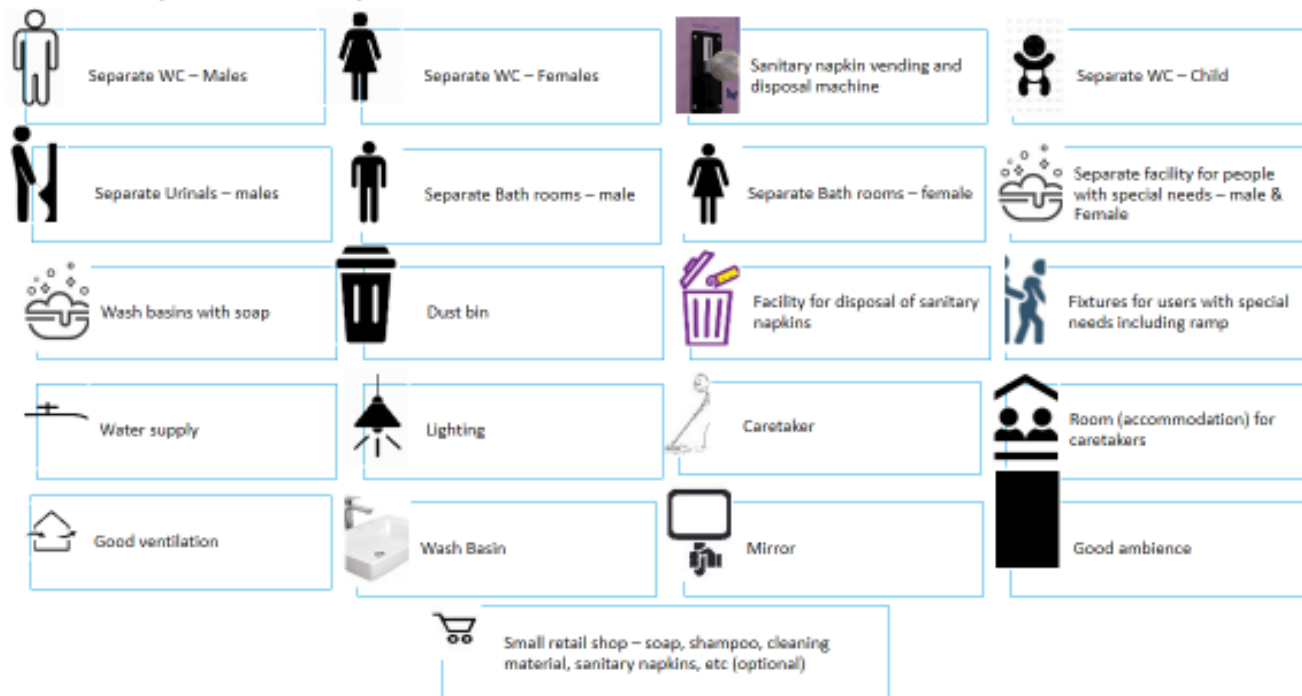 Separate WC – Males
Separate WC – Females
Sanitary napkin vending and
disposal machine
Separate WC – Child
Separate Urinals – males
Separate Bath rooms – male
Separate Bath rooms – female
Separate facility for people
with special needs – male &
Female
Wash basins with soap
Dust bin
Facility for disposal of sanitary
napkins
Fixtures for users with special
needs including ramp
Water supply
Lighting
Caretaker
Room (accommodation) for
caretakers
Good ventilation
Wash Basin
Mirror
Good ambience
Small retail shop – soap, shampoo, cleaning
material, sanitary napkins, etc (optional)